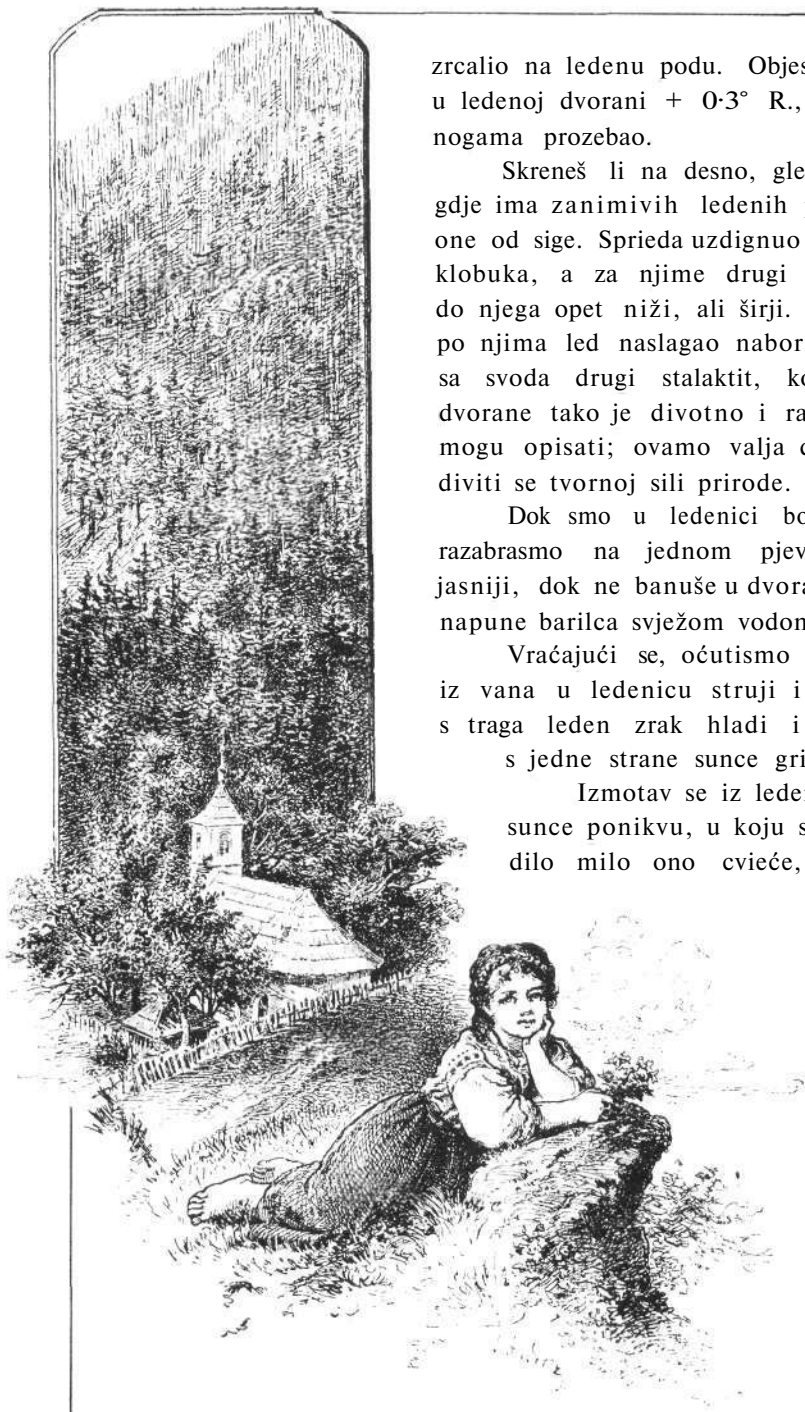 zrcalio na ledenu podu. Objes
u ledenoj dvorani + 0·3° R.,
nogama prozebao.
Skreneš li na desno, gle
gdje ima zanimivih ledenih
one od sige. Sprieda uzdignuo
klobuka, a za njime drugi
do njega opet niži, ali širji.
po njima led naslagao nabor
sa svoda drugi stalaktit, ko
dvorane tako je divotno i ra
mogu opisati; ovamo valja
diviti se tvornoj sili prirode.
Dok smo u ledenici bo
razabrasmo na jednom pjev
jasniji, dok ne banuše u dvora
napune barilca svježom vodon
Vraćajući se, oćutismo
iz vana u ledenicu struji i
s traga leden zrak hladi i
s jedne strane sunce gri
Izmotav se iz leden
sunce ponikvu, u koju s
dilo milo ono cvieće,